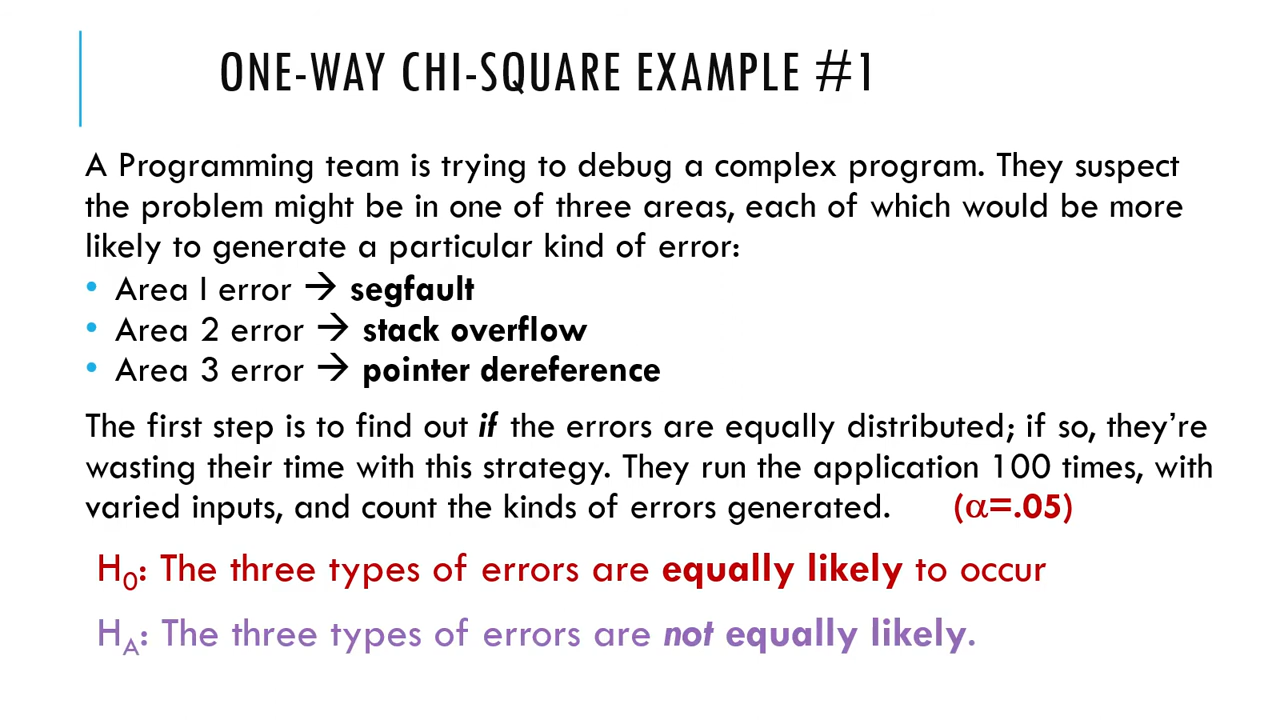 ONE-WAY CHI-SQUARE EXAMPLE #1
A Programming team is trying to debug a complex program. They suspect
the problem might be in one of three areas, each of which would be more
likely to generate a particular kind of error:
• Area 1 error → segfault
• Area 2 error → stack overflow
• Area 3 error → pointer dereference
The first step is to find out if the errors are equally distributed; if so, they're
wasting their time with this strategy. They run the application 100 times, with
varied inputs, and count the kinds of errors generated. (α=.05)
H0: The three types of errors are equally likely to occur
HA: The three types of errors are not equally likely.